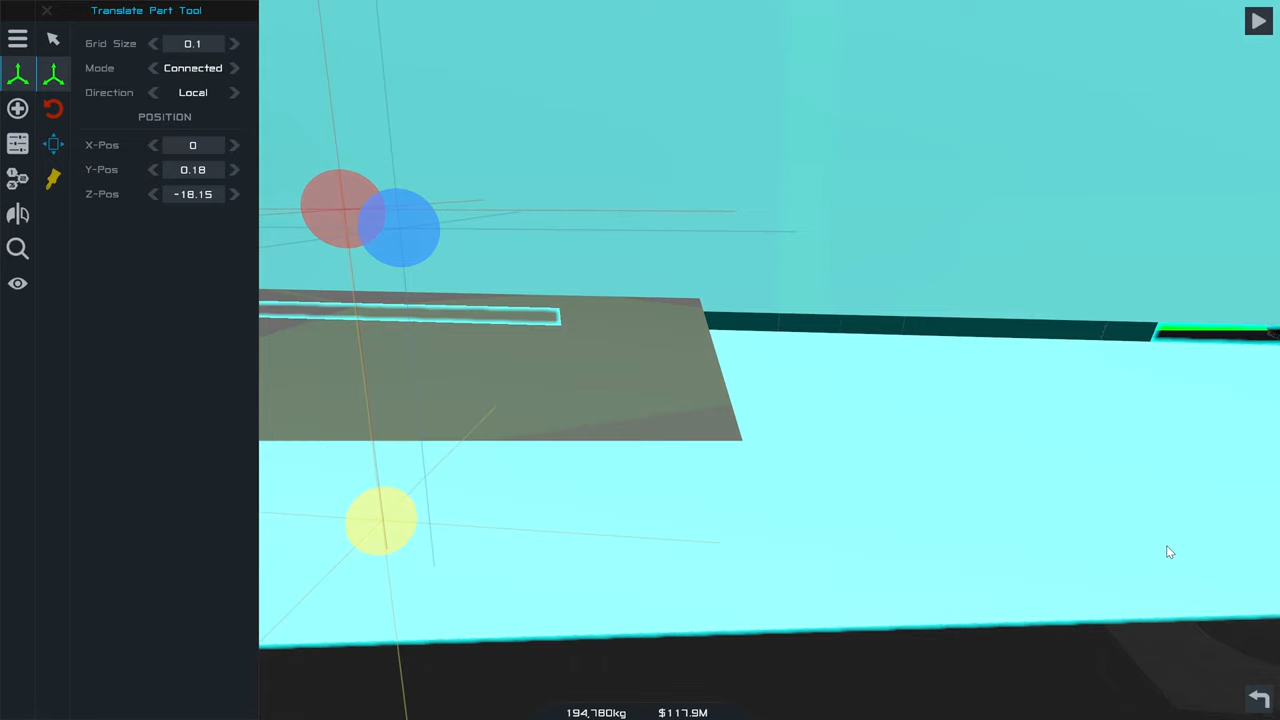 Translate Part Tool
Grid Size 0.1
Mode Connected
Direction Local
POSITION
X-Pos 0
Y-Pos 0.18
Z-Pos -18.15
194,780kg $117.9M